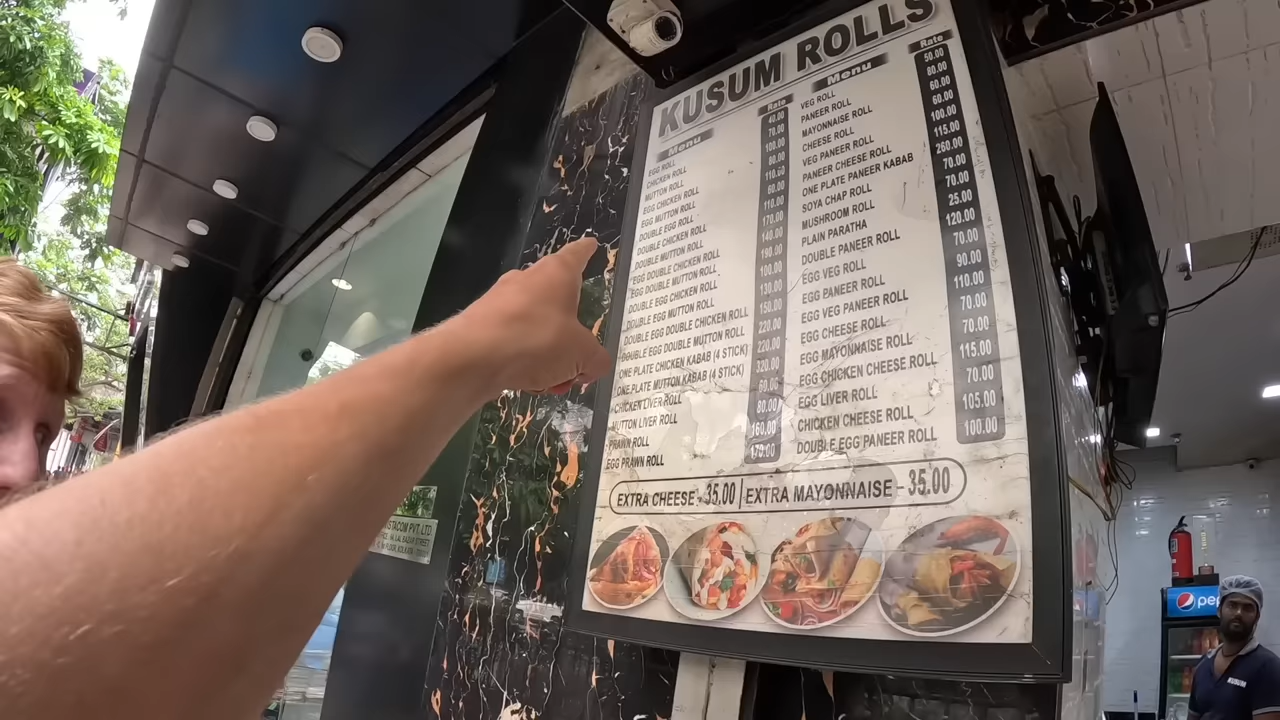 KUSUM ROLLS
Menu Rate
EGG ROLL 40.00
CHICKEN ROLL 70.00
MUTTON ROLL 100.00
EGG CHICKEN ROLL 80.00
EGG MUTTON ROLL 110.00
DOUBLE EGG ROLL 60.00
DOUBLE CHICKEN ROLL 110.00
DOUBLE MUTTON ROLL 170.00
EGG DOUBLE CHICKEN ROLL 140.00
EGG DOUBLE MUTTON ROLL 190.00
DOUBLE EGG CHICKEN ROLL 100.00
DOUBLE EGG MUTTON ROLL 130.00
DOUBLE EGG DOUBLE CHICKEN ROLL 150.00
DOUBLE EGG DOUBLE MUTTON ROLL 220.00
ONE PLATE CHICKEN KABAB (4 STICK) 220.00
ONE PLATE MUTTON KABAB (4 STICK) 320.00
CHICKEN LIVER ROLL 60.00
MUTTON LIVER ROLL 80.00
PRAWN ROLL 160.00
EGG PRAWN ROLL 170.00
Menu Rate
VEG ROLL 50.00
PANEER ROLL 80.00
MAYONNAISE ROLL 60.00
CHEESE ROLL 60.00
VEG PANEER ROLL 100.00
PANEER CHEESE ROLL 115.00
ONE PLATE PANEER KABAB 260.00
SOYA CHAP ROLL 70.00
MUSHROOM ROLL 70.00
PLAIN PARATHA 25.00
DOUBLE PANEER ROLL 120.00
EGG VEG ROLL 70.00
EGG PANEER ROLL 90.00
EGG VEG PANEER ROLL 110.00
EGG CHEESE ROLL 70.00
EGG MAYONNAISE ROLL 70.00
EGG CHICKEN CHEESE ROLL 115.00
EGG LIVER ROLL 70.00
CHICKEN CHEESE ROLL 105.00
DOUBLE EGG PANEER ROLL 100.00
EXTRA CHEESE - 35.00 | EXTRA MAYONNAISE - 35.00
PVT. LTD.
LAL BAZAR STREET
pep
KUSUM